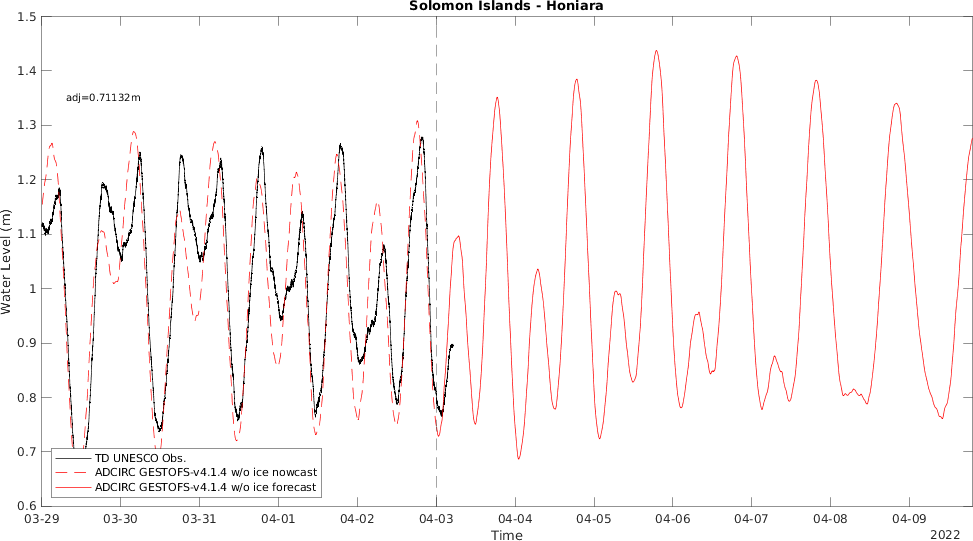 Solomon Islands - Honiara
1.5
1.4
adj=0.71132m
1.3
1.2
1.1
Water Level (m)
1
0.9
0.8
0.7
TD UNESCO Obs.
ADCIRC GESTOFS-v4.1.4 w/o ice nowcast
ADCIRC GESTOFS-v4.1.4 w/o ice forecast
0.6
03-29 03-30 03-31 04-01 04-02 04-03 04-04 04-05 04-06 04-07 04-08 04-09
Time
2022